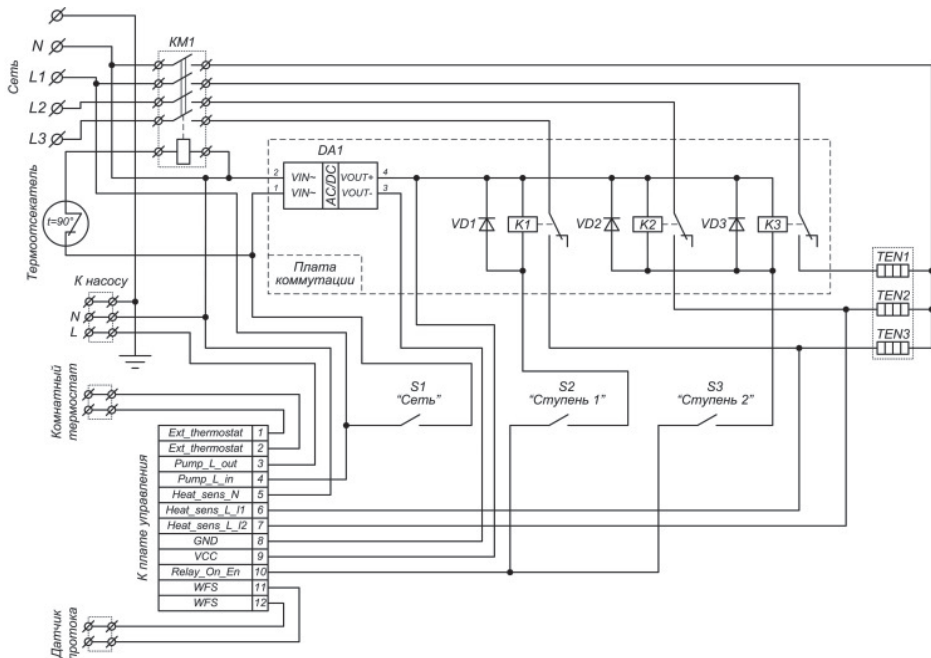 Сеть
N
L1
L2
L3
KM1
Термоотсекатель
t=90°
DA1
2 VIN~ AC/DC VOUT+ 4
1 VIN~ VOUT- 3
VD1 K1 VD2 K2 VD3 K3
Плата
коммутации
TEN1
TEN2
TEN3
К насосу
N
L
Комнатный
термостат
S1
“Сеть”
S2
“Ступень 1”
S3
“Ступень 2”
К плате управления
Ext_thermostat 1
Ext_thermostat 2
Pump_L_out 3
Pump_L_in 4
Heat_sens_N 5
Heat_sens_L_l1 6
Heat_sens_L_l2 7
GND 8
VCC 9
Relay_On_En 10
WFS 11
WFS 12
Датчик
протока